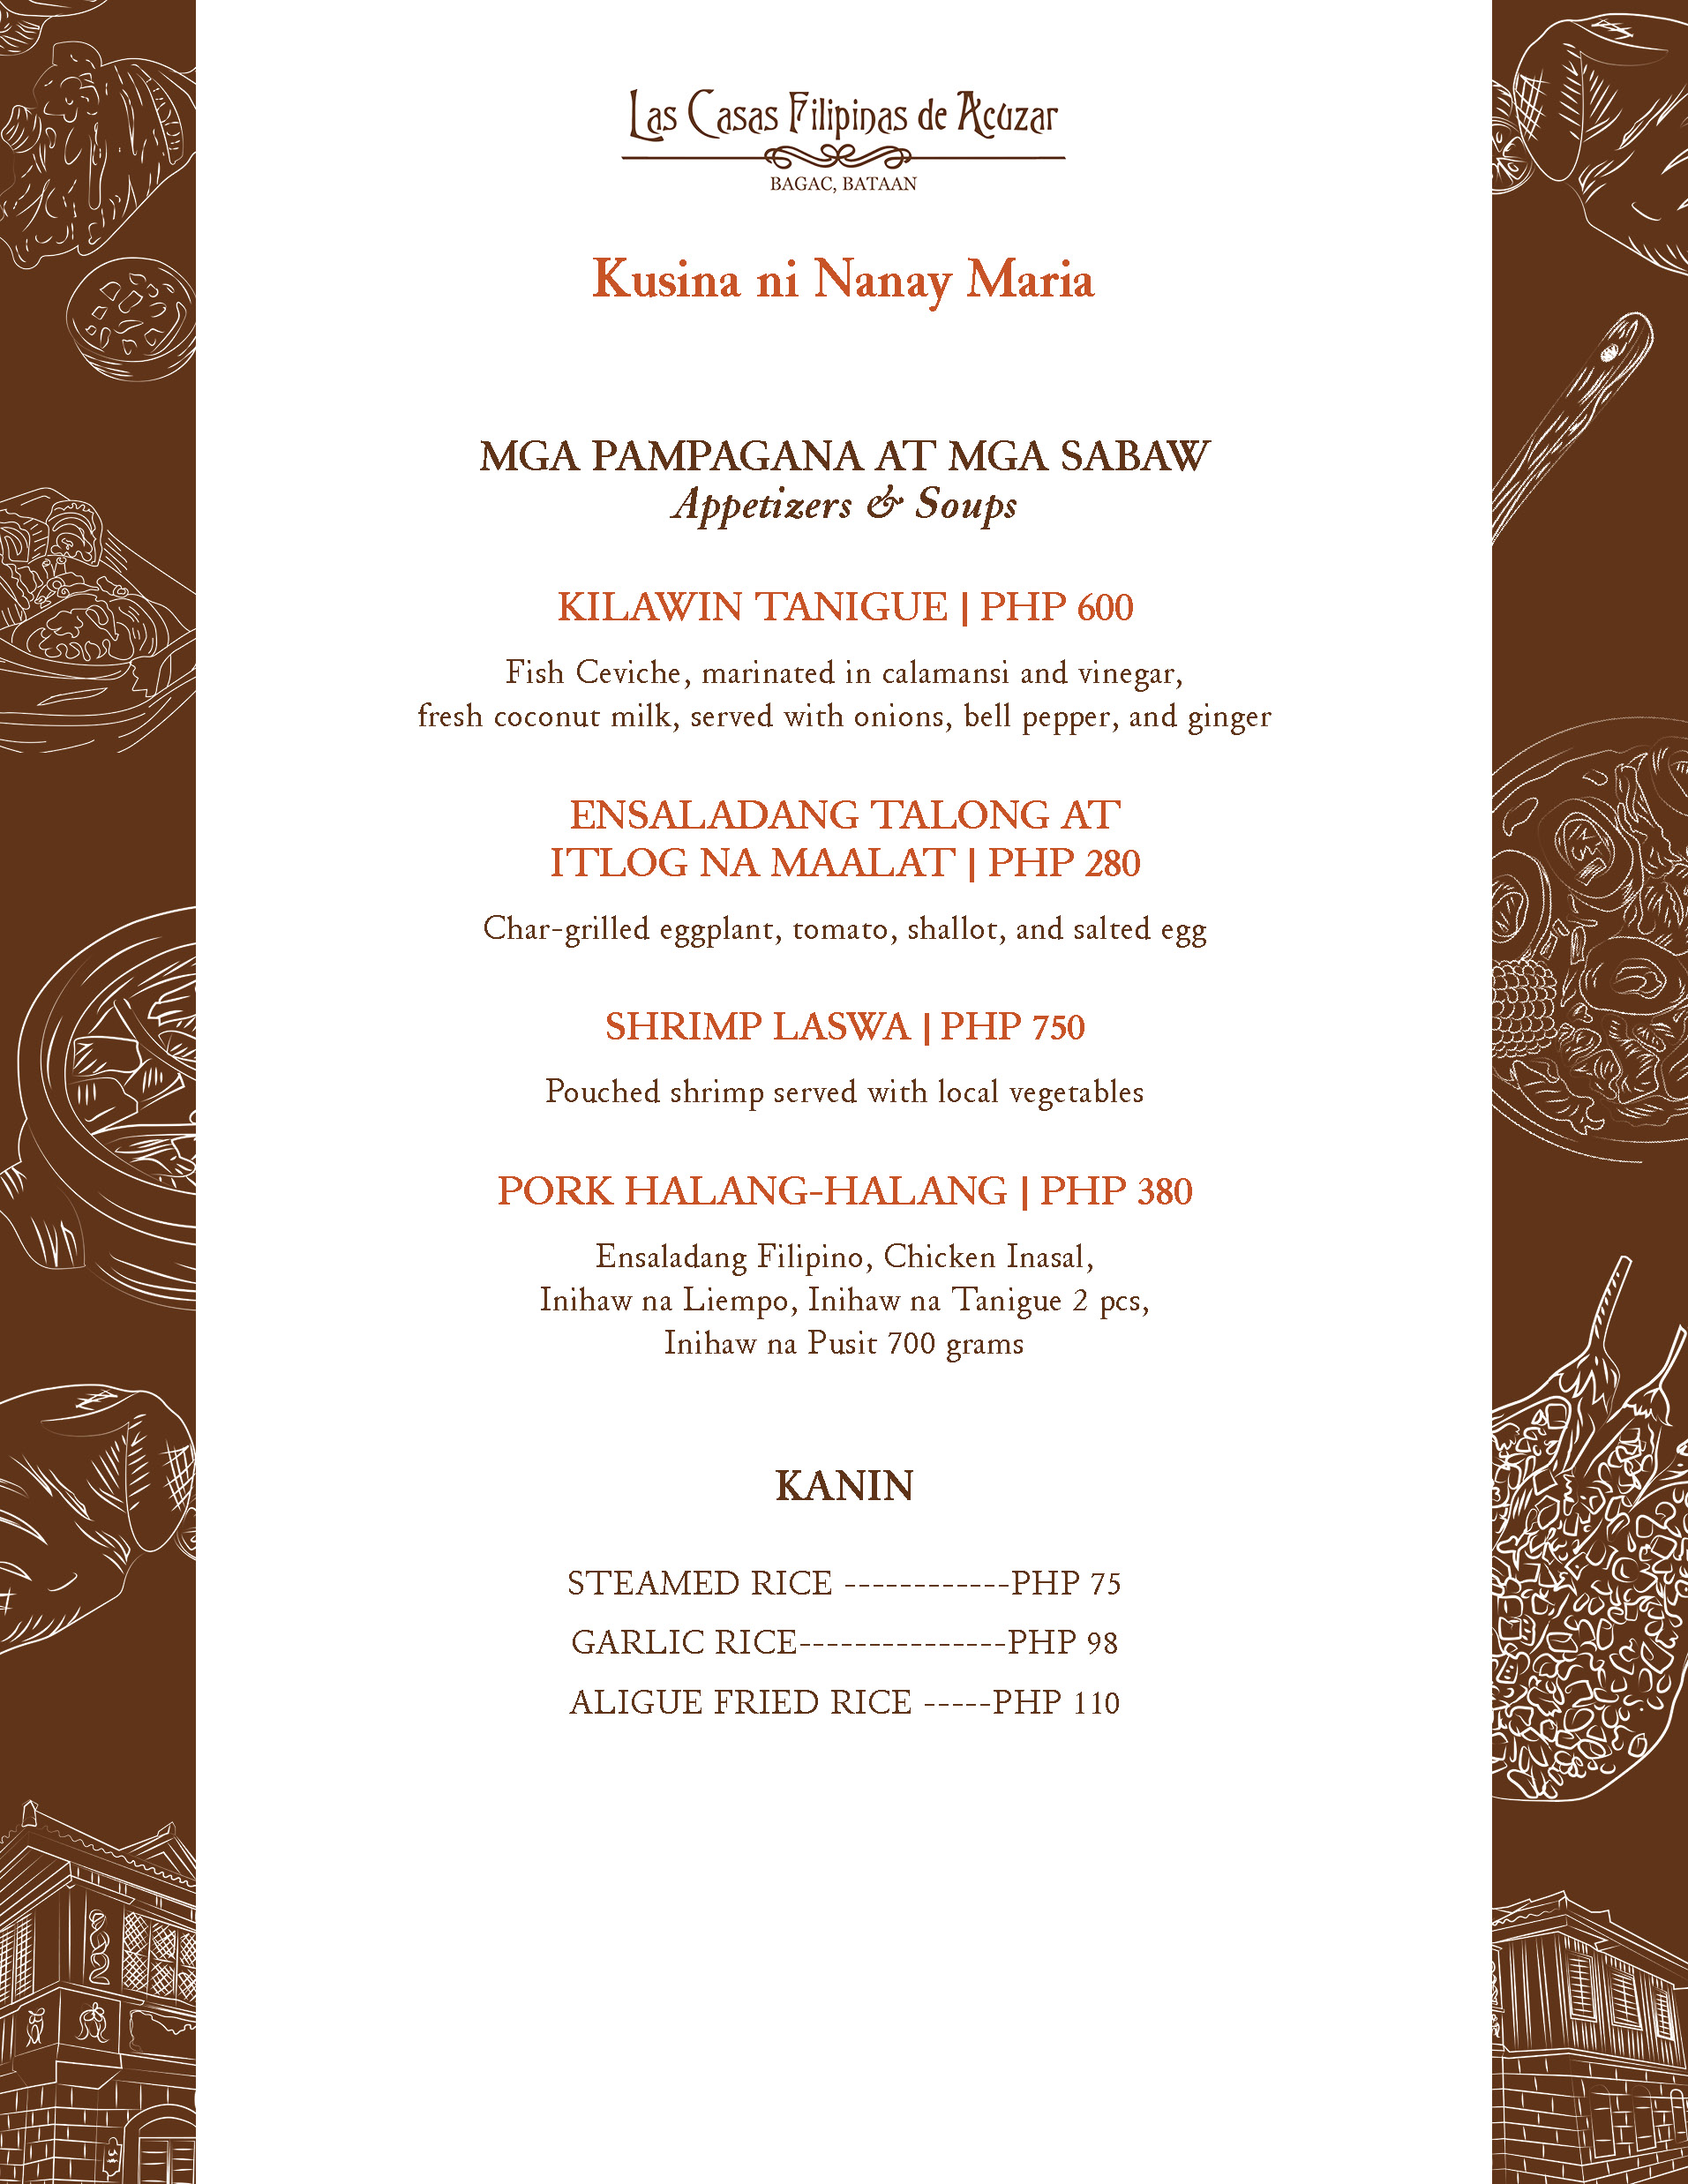 Las Casas Filipinas de Acuzar
BAGAC, BATAAN
Kusina ni Nanay Maria
MGA PAMPAGANA AT MGA SABAW
Appetizers & Soups
KILAWIN TANIGUE | PHP 600
Fish Ceviche, marinated in calamansi and vinegar,
fresh coconut milk, served with onions, bell pepper, and ginger
ENSALADANG TALONG AT
ITLOG NA MAALAT | PHP 280
Char-grilled eggplant, tomato, shallot, and salted egg
SHRIMP LASWA | PHP 750
Pouched shrimp served with local vegetables
PORK HALANG-HALANG | PHP 380
Ensaladang Filipino, Chicken Inasal,
Inihaw na Liempo, Inihaw na Tanigue 2 pcs,
Inihaw na Pusit 700 grams
KANIN
STEAMED RICE ------------PHP 75
GARLIC RICE---------------PHP 98
ALIGUE FRIED RICE -----PHP 110